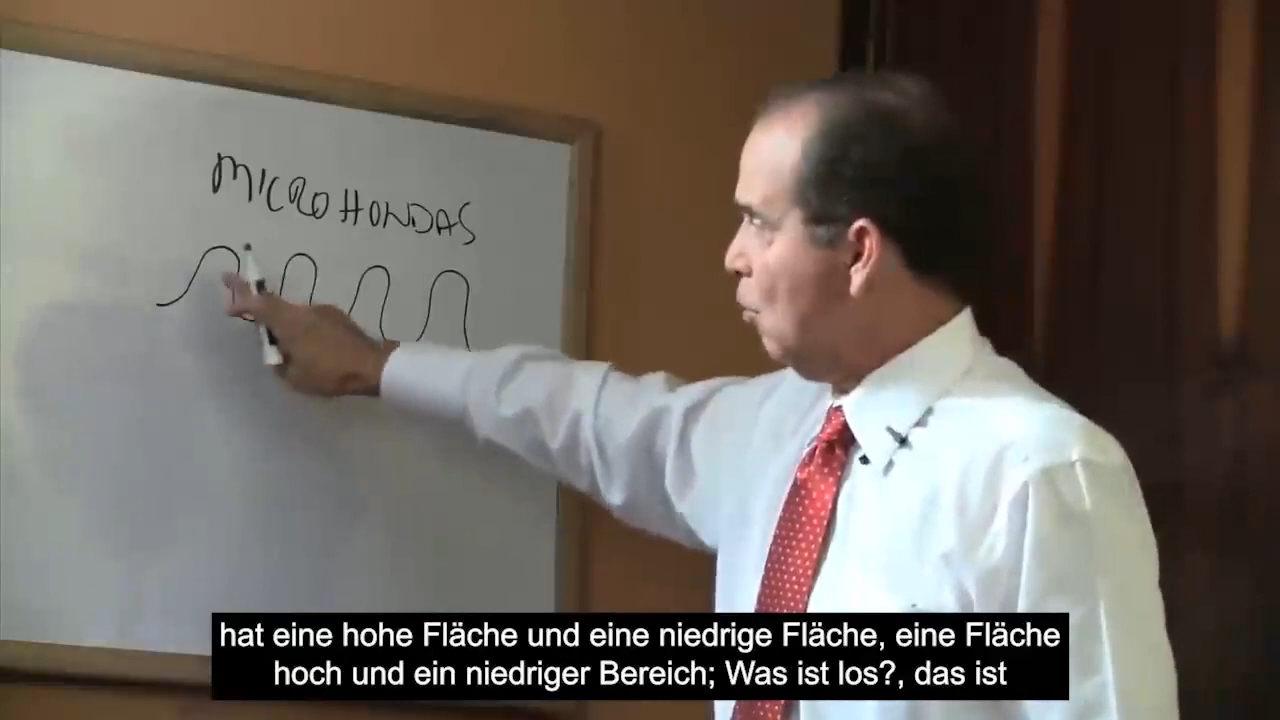 MICROHONDAS
hat eine hohe Fläche und eine niedrige Fläche, eine Fläche
hoch und ein niedriger Bereich; Was ist los?, das ist